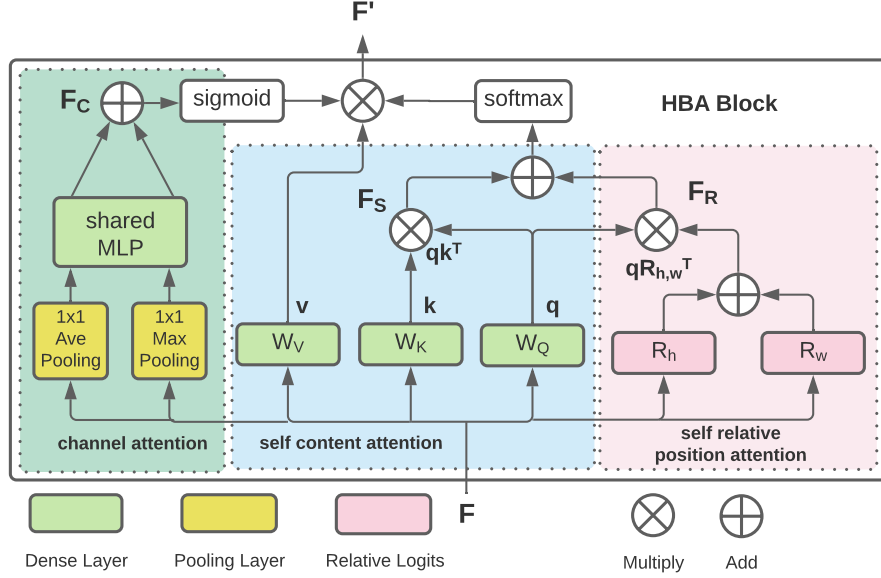 F'
F_C
sigmoid
softmax
HBA Block
shared
MLP
F_S
F_R
qk^T
qR_{h,w}^T
1x1
Ave
Pooling
1x1
Max
Pooling
v
k
q
W_V
W_K
W_Q
R_h
R_w
channel attention
self content attention
self relative
position attention
F
Dense Layer
Pooling Layer
Relative Logits
Multiply
Add